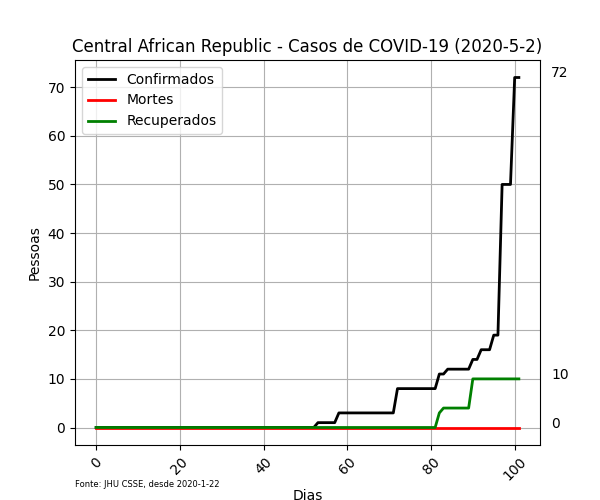 Central African Republic - Casos de COVID-19 (2020-5-2)
Confirmados
Mortes
Recuperados
72
10
0
Pessoas
70
60
50
40
30
20
10
0
0
20
40
60
80
100
Fonte: JHU CSSE, desde 2020-1-22
Dias